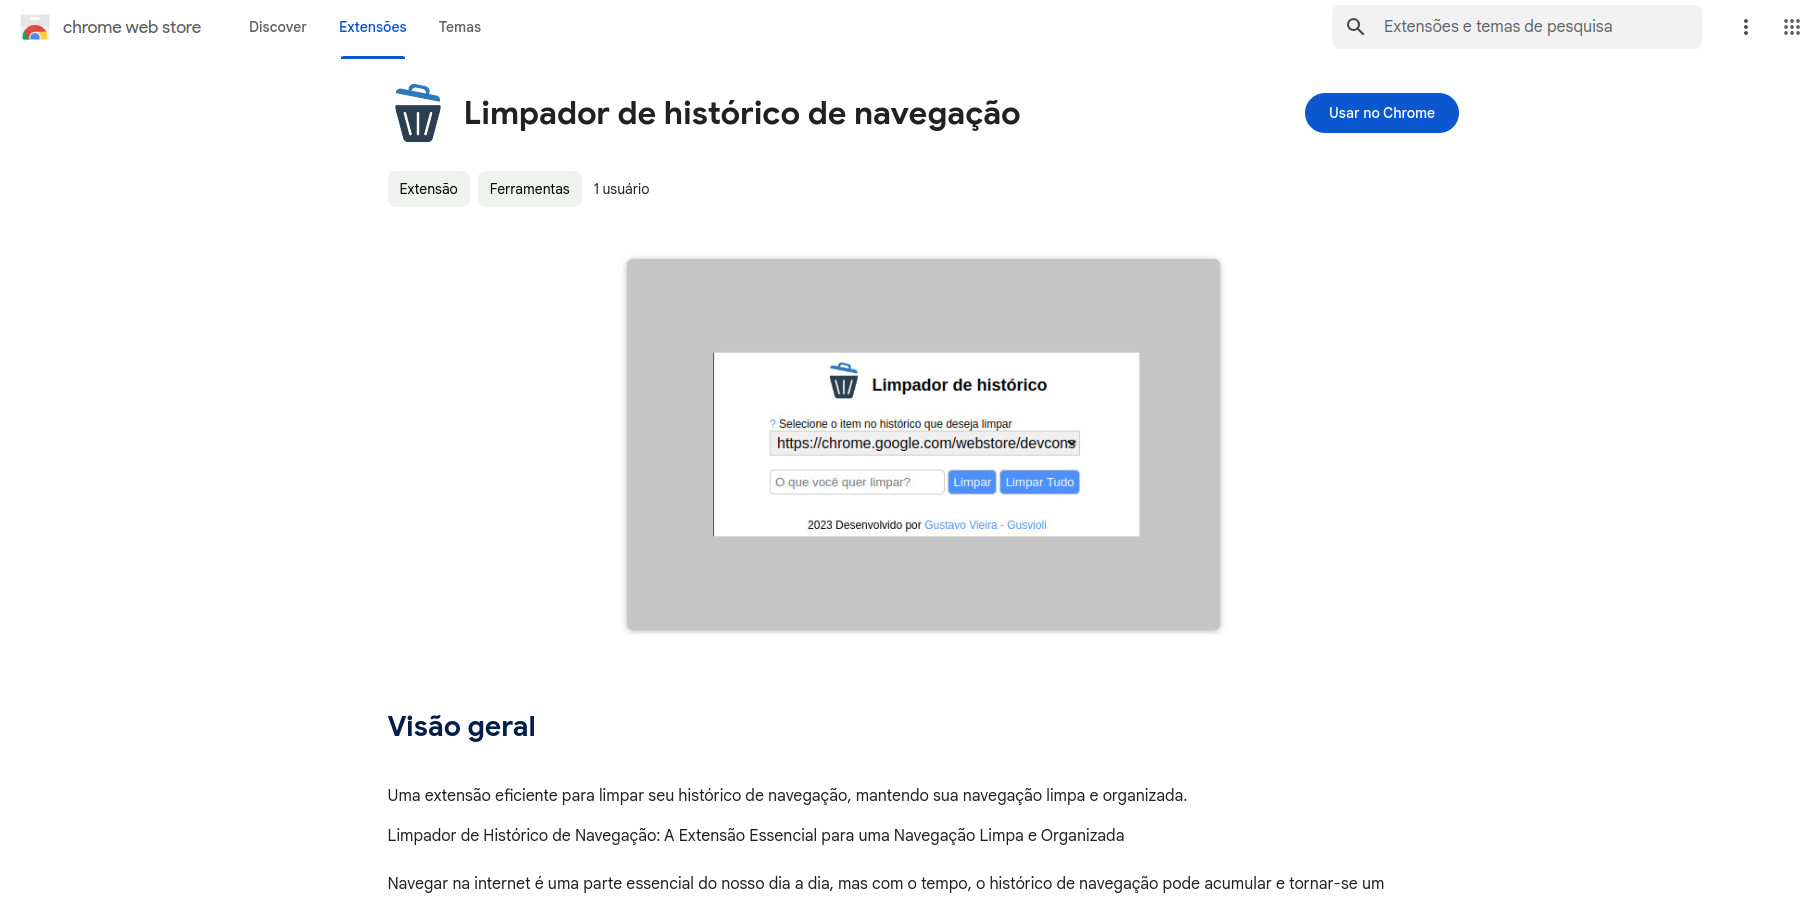 chrome web store
Discover
Extensões
Temas
Extensões e temas de pesquisa
Limpador de histórico de navegação
Usar no Chrome
Extensão
Ferramentas
1 usuário
Limpador de histórico
? Selecione o item no histórico que deseja limpar
https://chrome.google.com/webstore/devcons
O que você quer limpar?
Limpar
Limpar Tudo
2023 Desenvolvido por Gustavo Vieira - Gusvioli
Visão geral
Uma extensão eficiente para limpar seu histórico de navegação, mantendo sua navegação limpa e organizada.
Limpador de Histórico de Navegação: A Extensão Essencial para uma Navegação Limpa e Organizada
Navegar na internet é uma parte essencial do nosso dia a dia, mas com o tempo, o histórico de navegação pode acumular e tornar-se um